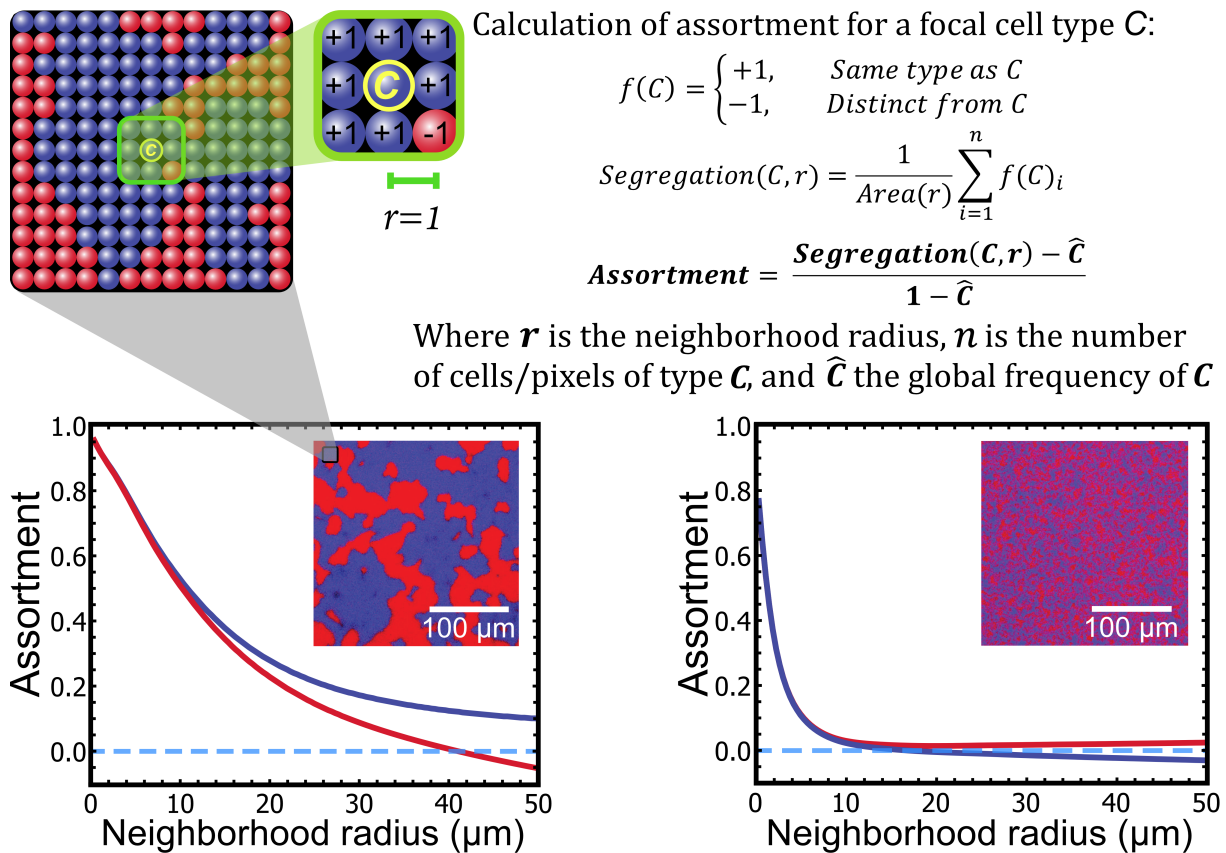 +1 +1 +1
+1 C +1
+1 +1 -1
C
r=1
Calculation of assortment for a focal cell type C:
f(C) = { +1, Same type as C
−1, Distinct from C
Segregation(C, r) = 1/Area(r) ∑ i=1 n f(C)i
Assortment = Segregation(C, r) − Ĉ / 1 − Ĉ
Where r is the neighborhood radius, n is the number
of cells/pixels of type C, and Ĉ the global frequency of C
1.0
0.8
0.6
0.4
0.2
0.0
Assortment
100 µm
0 10 20 30 40 50
Neighborhood radius (µm)
1.0
0.8
0.6
0.4
0.2
0.0
Assortment
100 µm
0 10 20 30 40 50
Neighborhood radius (µm)